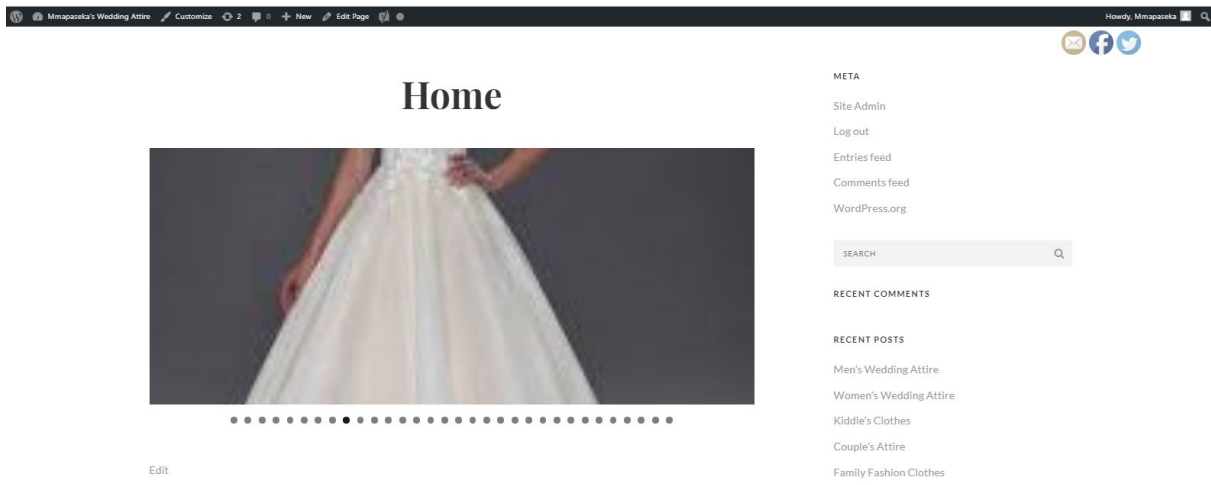 Mmapaseka's Wedding Attire Customize 2 0 New Edit Page Howdy, Mmapaseka
Home
Edit
META
Site Admin
Log out
Entries feed
Comments feed
WordPress.org
SEARCH
RECENT COMMENTS
RECENT POSTS
Men's Wedding Attire
Women's Wedding Attire
Kiddie's Clothes
Couple's Attire
Family Fashion Clothes